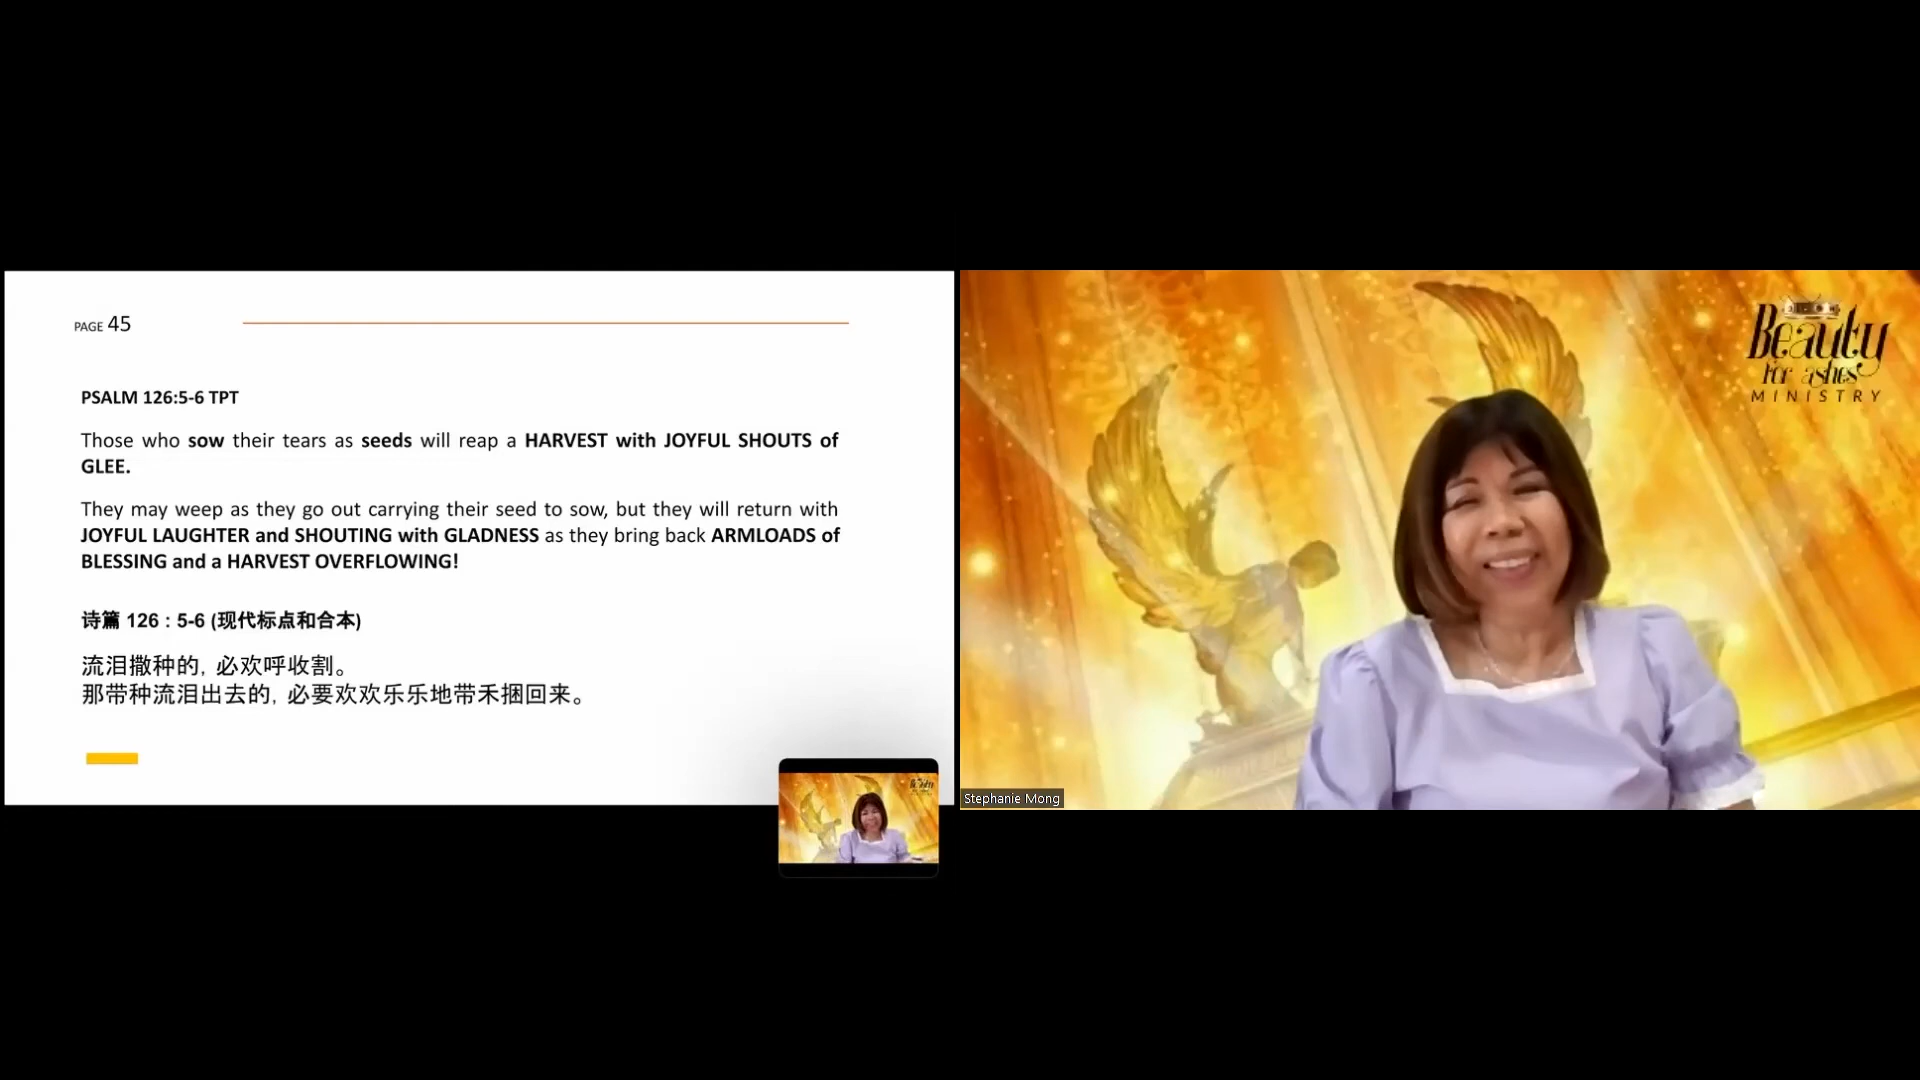 PAGE 45
PSALM 126:5-6 TPT
Those who sow their tears as seeds will reap a HARVEST with JOYFUL SHOUTS of
GLEE.
They may weep as they go out carrying their seed to sow, but they will return with
JOYFUL LAUGHTER and SHOUTING with GLADNESS as they bring back ARMLOADS of
BLESSING and a HARVEST OVERFLOWING!
诗篇 126 : 5-6 (现代标点和合本)
流泪撒种的, 必欢呼收割。
那带种流泪出去的, 必要欢欢乐乐地带禾捆回来。
Beauty
For ashes
MINISTRY
Stephanie Mong